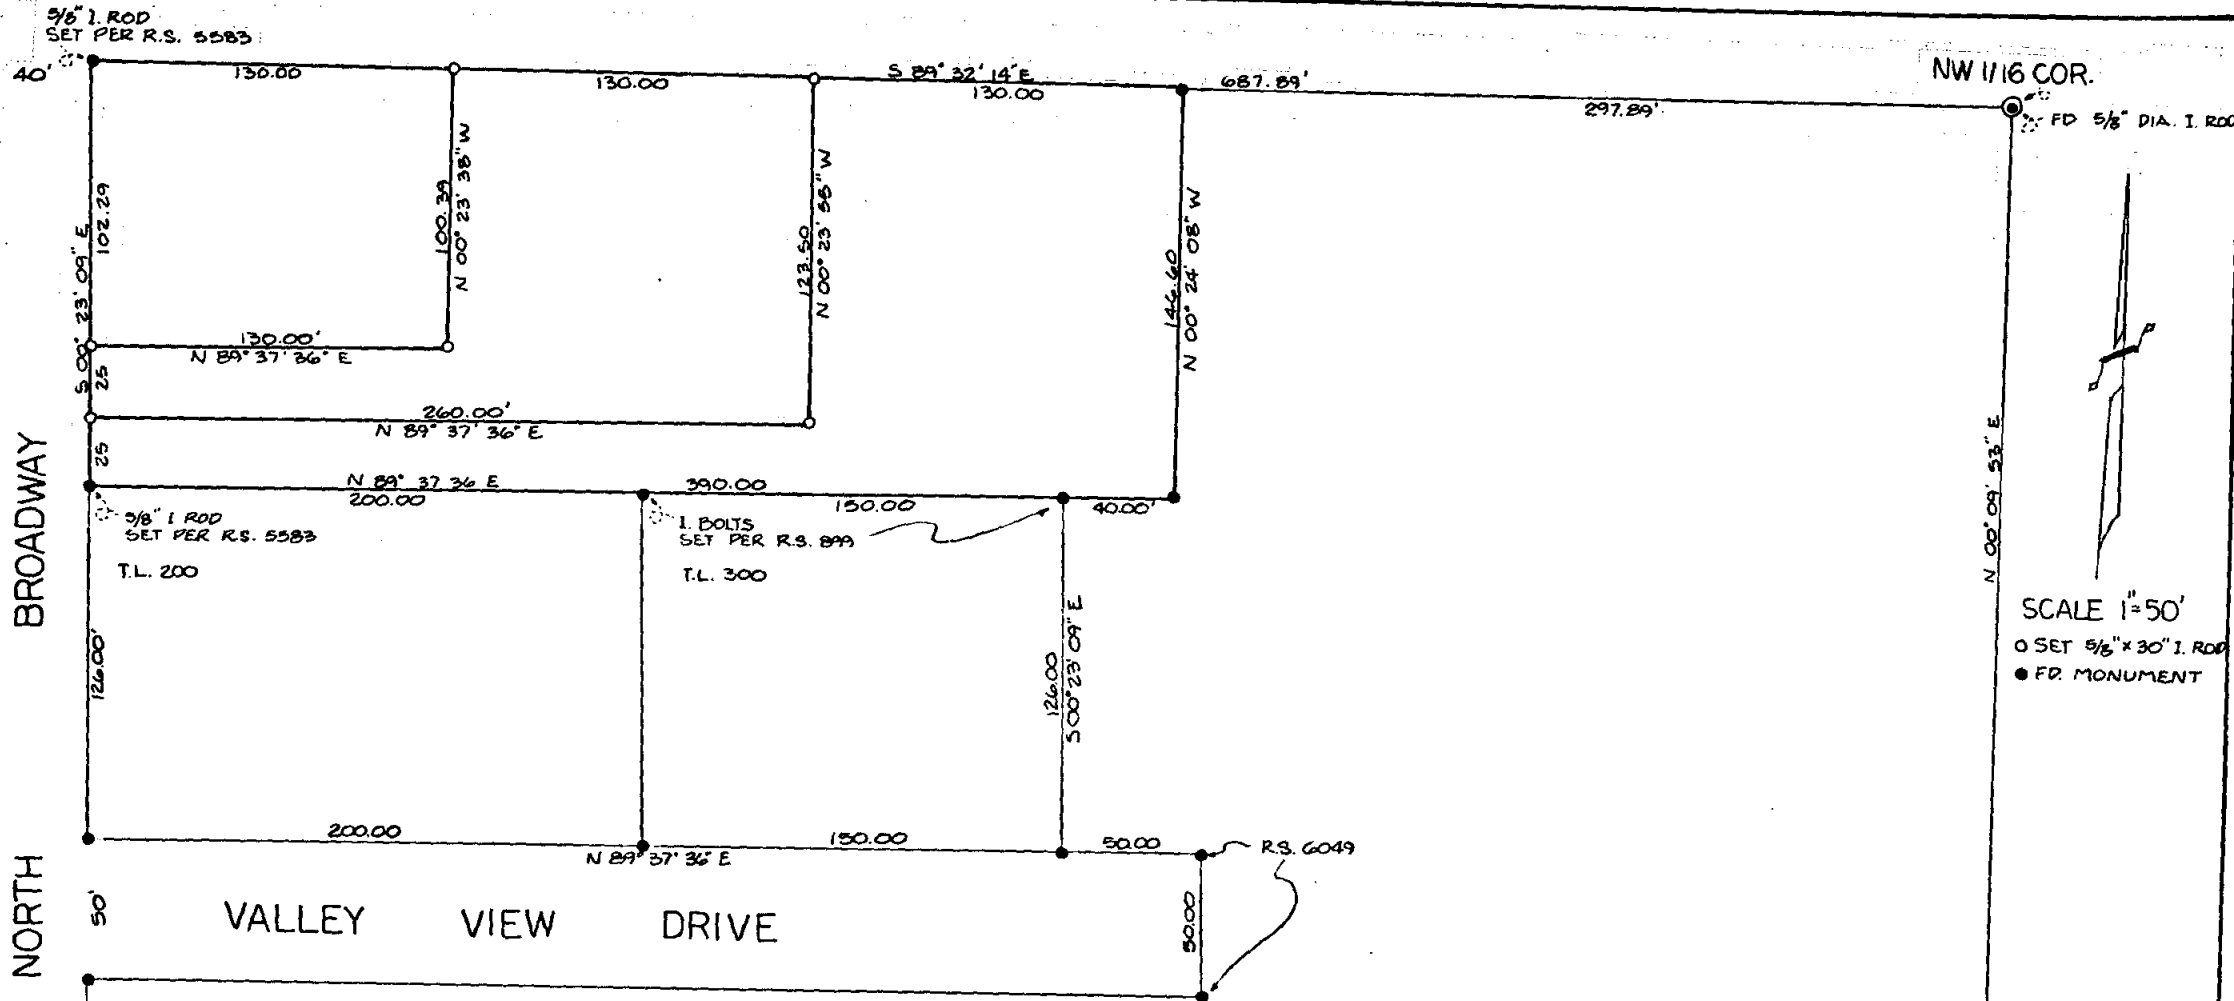 5/8" I. ROD
SET PER R.S. 5583
40'
130.00
130.00
S 89° 32' 14" E
130.00
687.89'
297.89'
NW 1/16 COR.
FD 5/8" DIA. I. ROD
S 00° 23' 09" E
102.29
100.39
N 00° 23' 38" W
123.50
N 00° 23' 55" W
146.60
N 00° 24' 08" W
130.00'
N 89° 37' 36" E
25
260.00'
N 89° 37' 36" E
25
N 89° 37 36 E
200.00
390.00
150.00
40.00'
5/8" I ROD
SET PER R.S. 5583
T.L. 200
I. BOLTS
SET PER R.S. 899
T.L. 300
N 00° 09' 53" E
SCALE 1"=50'
O SET 5/8" x 30" I. ROD
● FD. MONUMENT
126.00'
126.00
S 00° 23' 09" E
200.00
N 89° 37' 36" E
150.00
50.00
R.S. 6049
50.00
NORTH BROADWAY
50'
VALLEY VIEW DRIVE